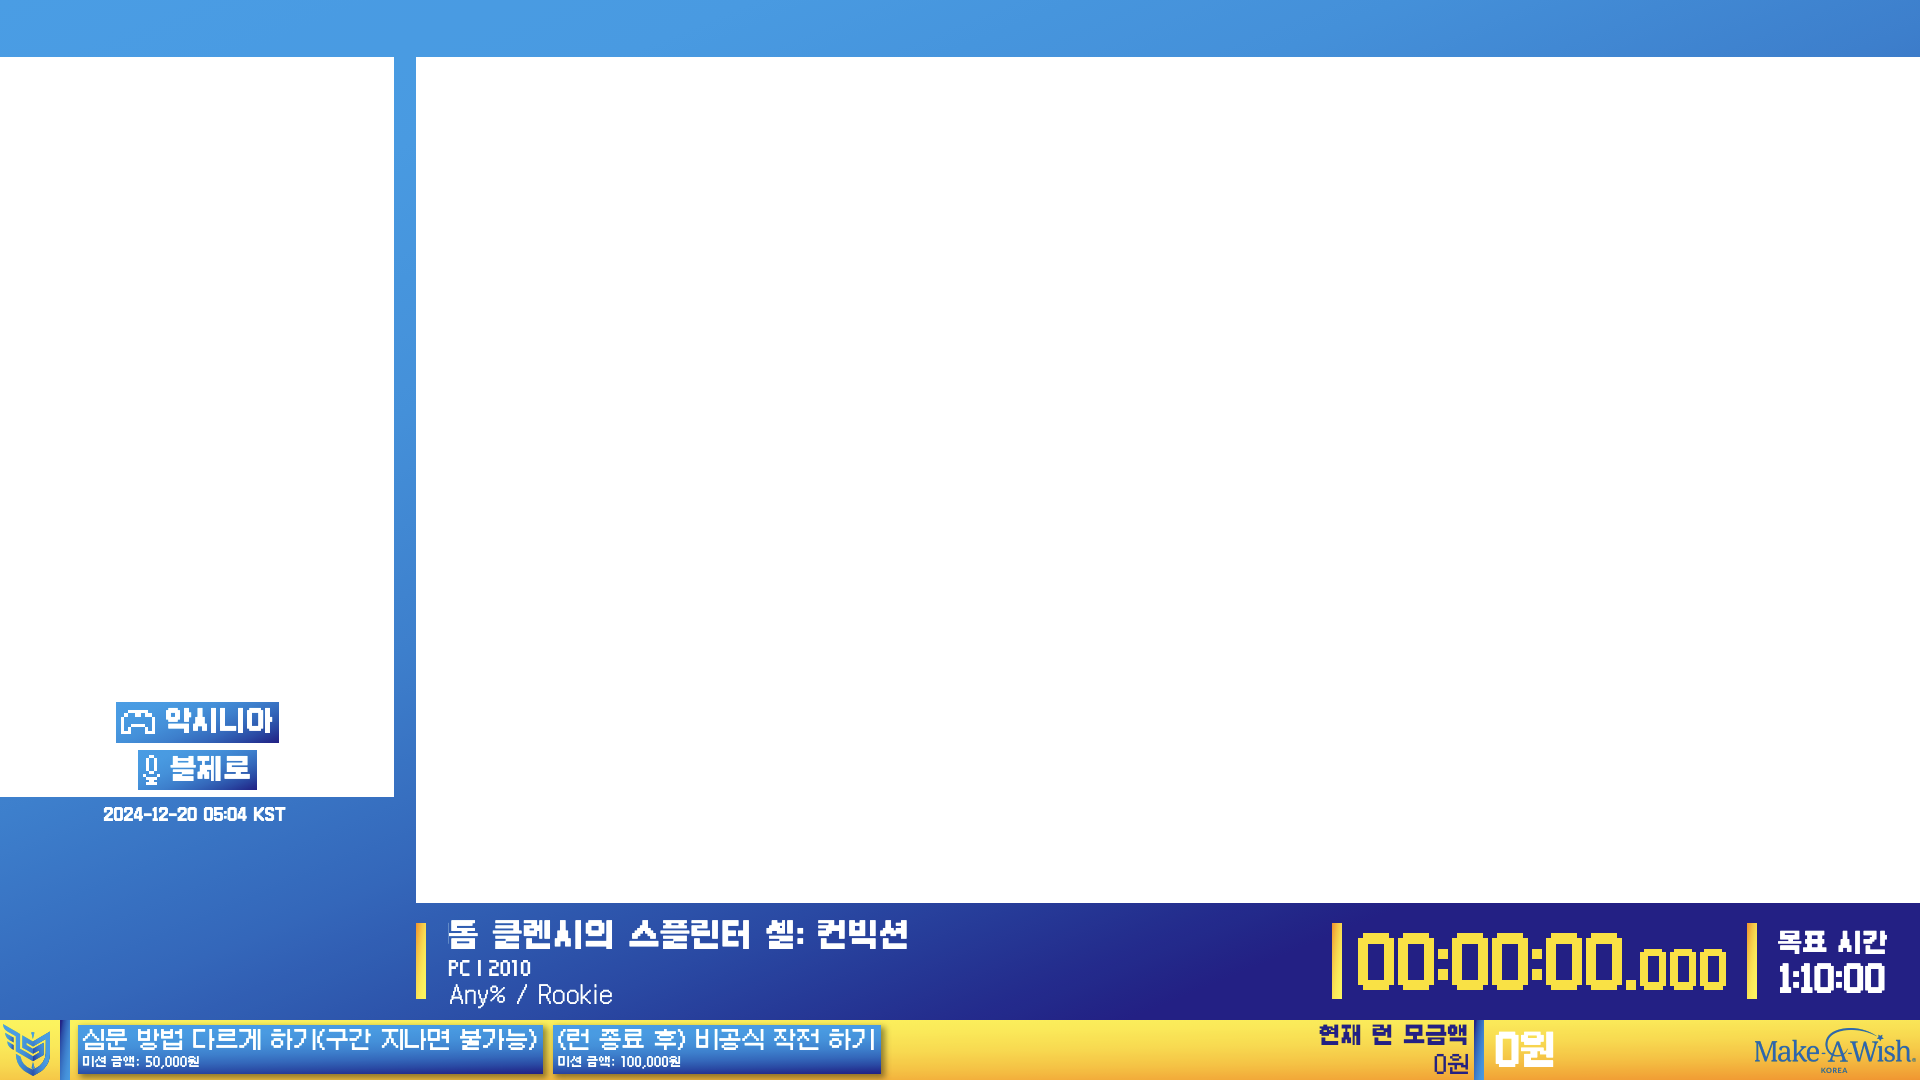 악시니아
블제로
2024-12-20 05:04 KST
돔 클렌시의 스플린터 셀: 컨빅션
PC | 2010
Any% / Rookie
00:00:00.000
목표 시간
1:10:00
심문 방법 다르게 하기(구간 지나면 불가능)
미션 금액: 50,000원
(런 종료 후) 비공식 작전 하기
미션 금액: 100,000원
현재 런 모금액
0원
0원
Make-A-Wish®
KOREA